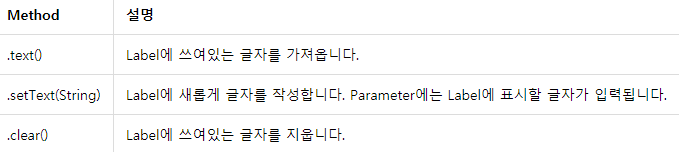 Method 설명
.text() Label에 쓰여있는 글자를 가져옵니다.
.setText(String) Label에 새롭게 글자를 작성합니다. Parameter에는 Label에 표시할 글자가 입력됩니다.
.clear() Label에 쓰여있는 글자를 지웁니다.